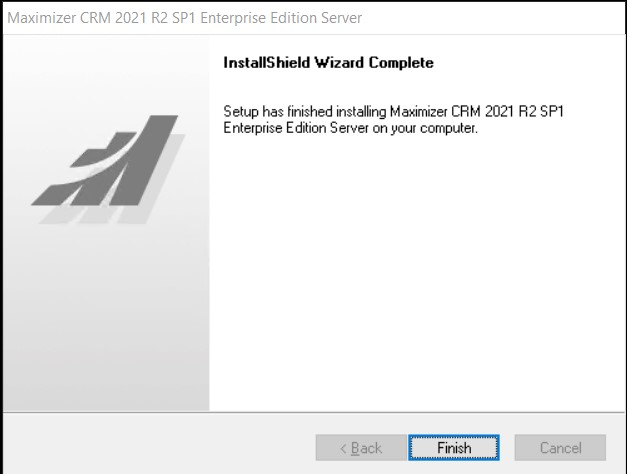 Maximizer CRM 2021 R2 SP1 Enterprise Edition Server
InstallShield Wizard Complete
Setup has finished installing Maximizer CRM 2021 R2 SP1
Enterprise Edition Server on your computer.
< Back
Finish
Cancel